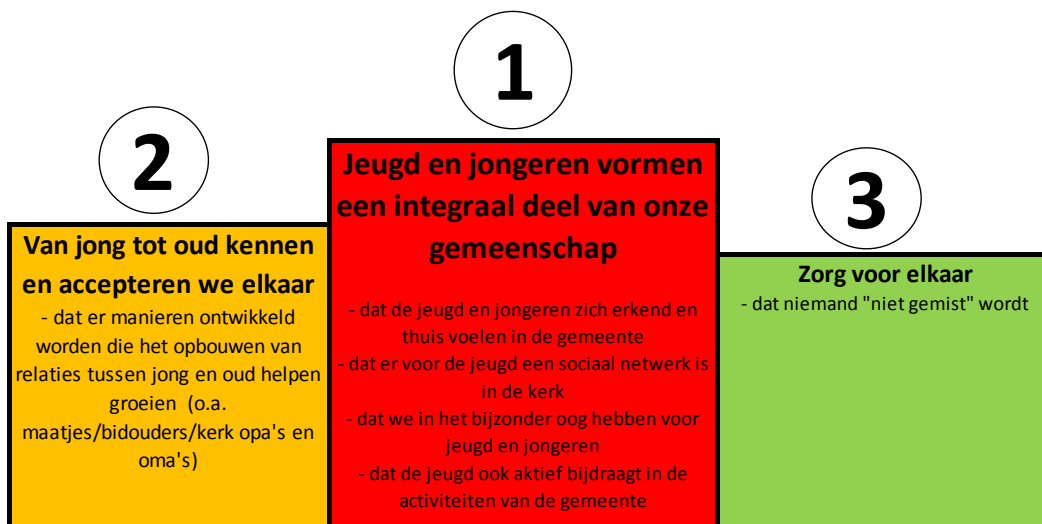 1
Jeugd en jongeren vormen
een integraal deel van onze
gemeenschap
- dat de jeugd en jongeren zich erkend en
thuis voelen in de gemeente
- dat er voor de jeugd een sociaal netwerk is
in de kerk
- dat we in het bijzonder oog hebben voor
jeugd en jongeren
- dat de jeugd ook aktief bijdraagt in de
activiteiten van de gemeente
2
Van jong tot oud kennen
en accepteren we elkaar
- dat er manieren ontwikkeld
worden die het opbouwen van
relaties tussen jong en oud helpen
groeien (o.a.
maatjes/bidouders/kerk opa's en
oma's)
3
Zorg voor elkaar
- dat niemand "niet gemist" wordt